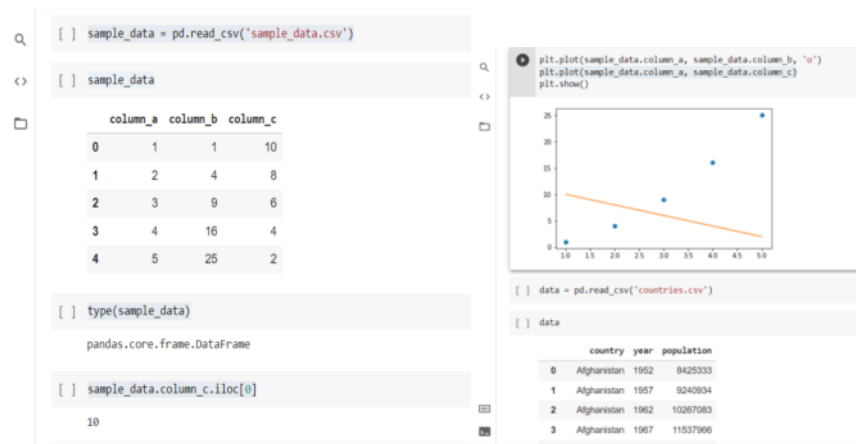 [ ] sample_data = pd.read_csv('sample_data.csv')
[ ] sample_data
column_a column_b column_c
0 1 1 10
1 2 4 8
2 3 9 6
3 4 16 4
4 5 25 2
[ ] type(sample_data)
pandas.core.frame.DataFrame
[ ] sample_data.column_c.iloc[0]
10
plt.plot(sample_data.column_a, sample_data.column_b, 'o')
plt.plot(sample_data.column_a, sample_data.column_c)
plt.show()
25
20
15
10
5
0
1.0 1.5 2.0 2.5 3.0 3.5 4.0 4.5 5.0
[ ] data = pd.read_csv('countries.csv')
[ ] data
country year population
0 Afghanistan 1952 8425333
1 Afghanistan 1957 9240934
2 Afghanistan 1962 10267083
3 Afghanistan 1967 11537966